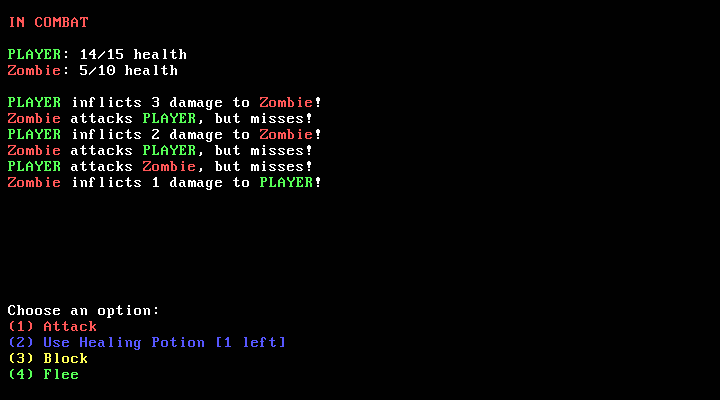 IN COMBAT
PLAYER: 14/15 health
Zombie: 5/10 health
PLAYER inflicts 3 damage to Zombie!
Zombie attacks PLAYER, but misses!
PLAYER inflicts 2 damage to Zombie!
Zombie attacks PLAYER, but misses!
PLAYER attacks Zombie, but misses!
Zombie inflicts 1 damage to PLAYER!
Choose an option:
(1) Attack
(2) Use Healing Potion [1 left]
(3) Block
(4) Flee